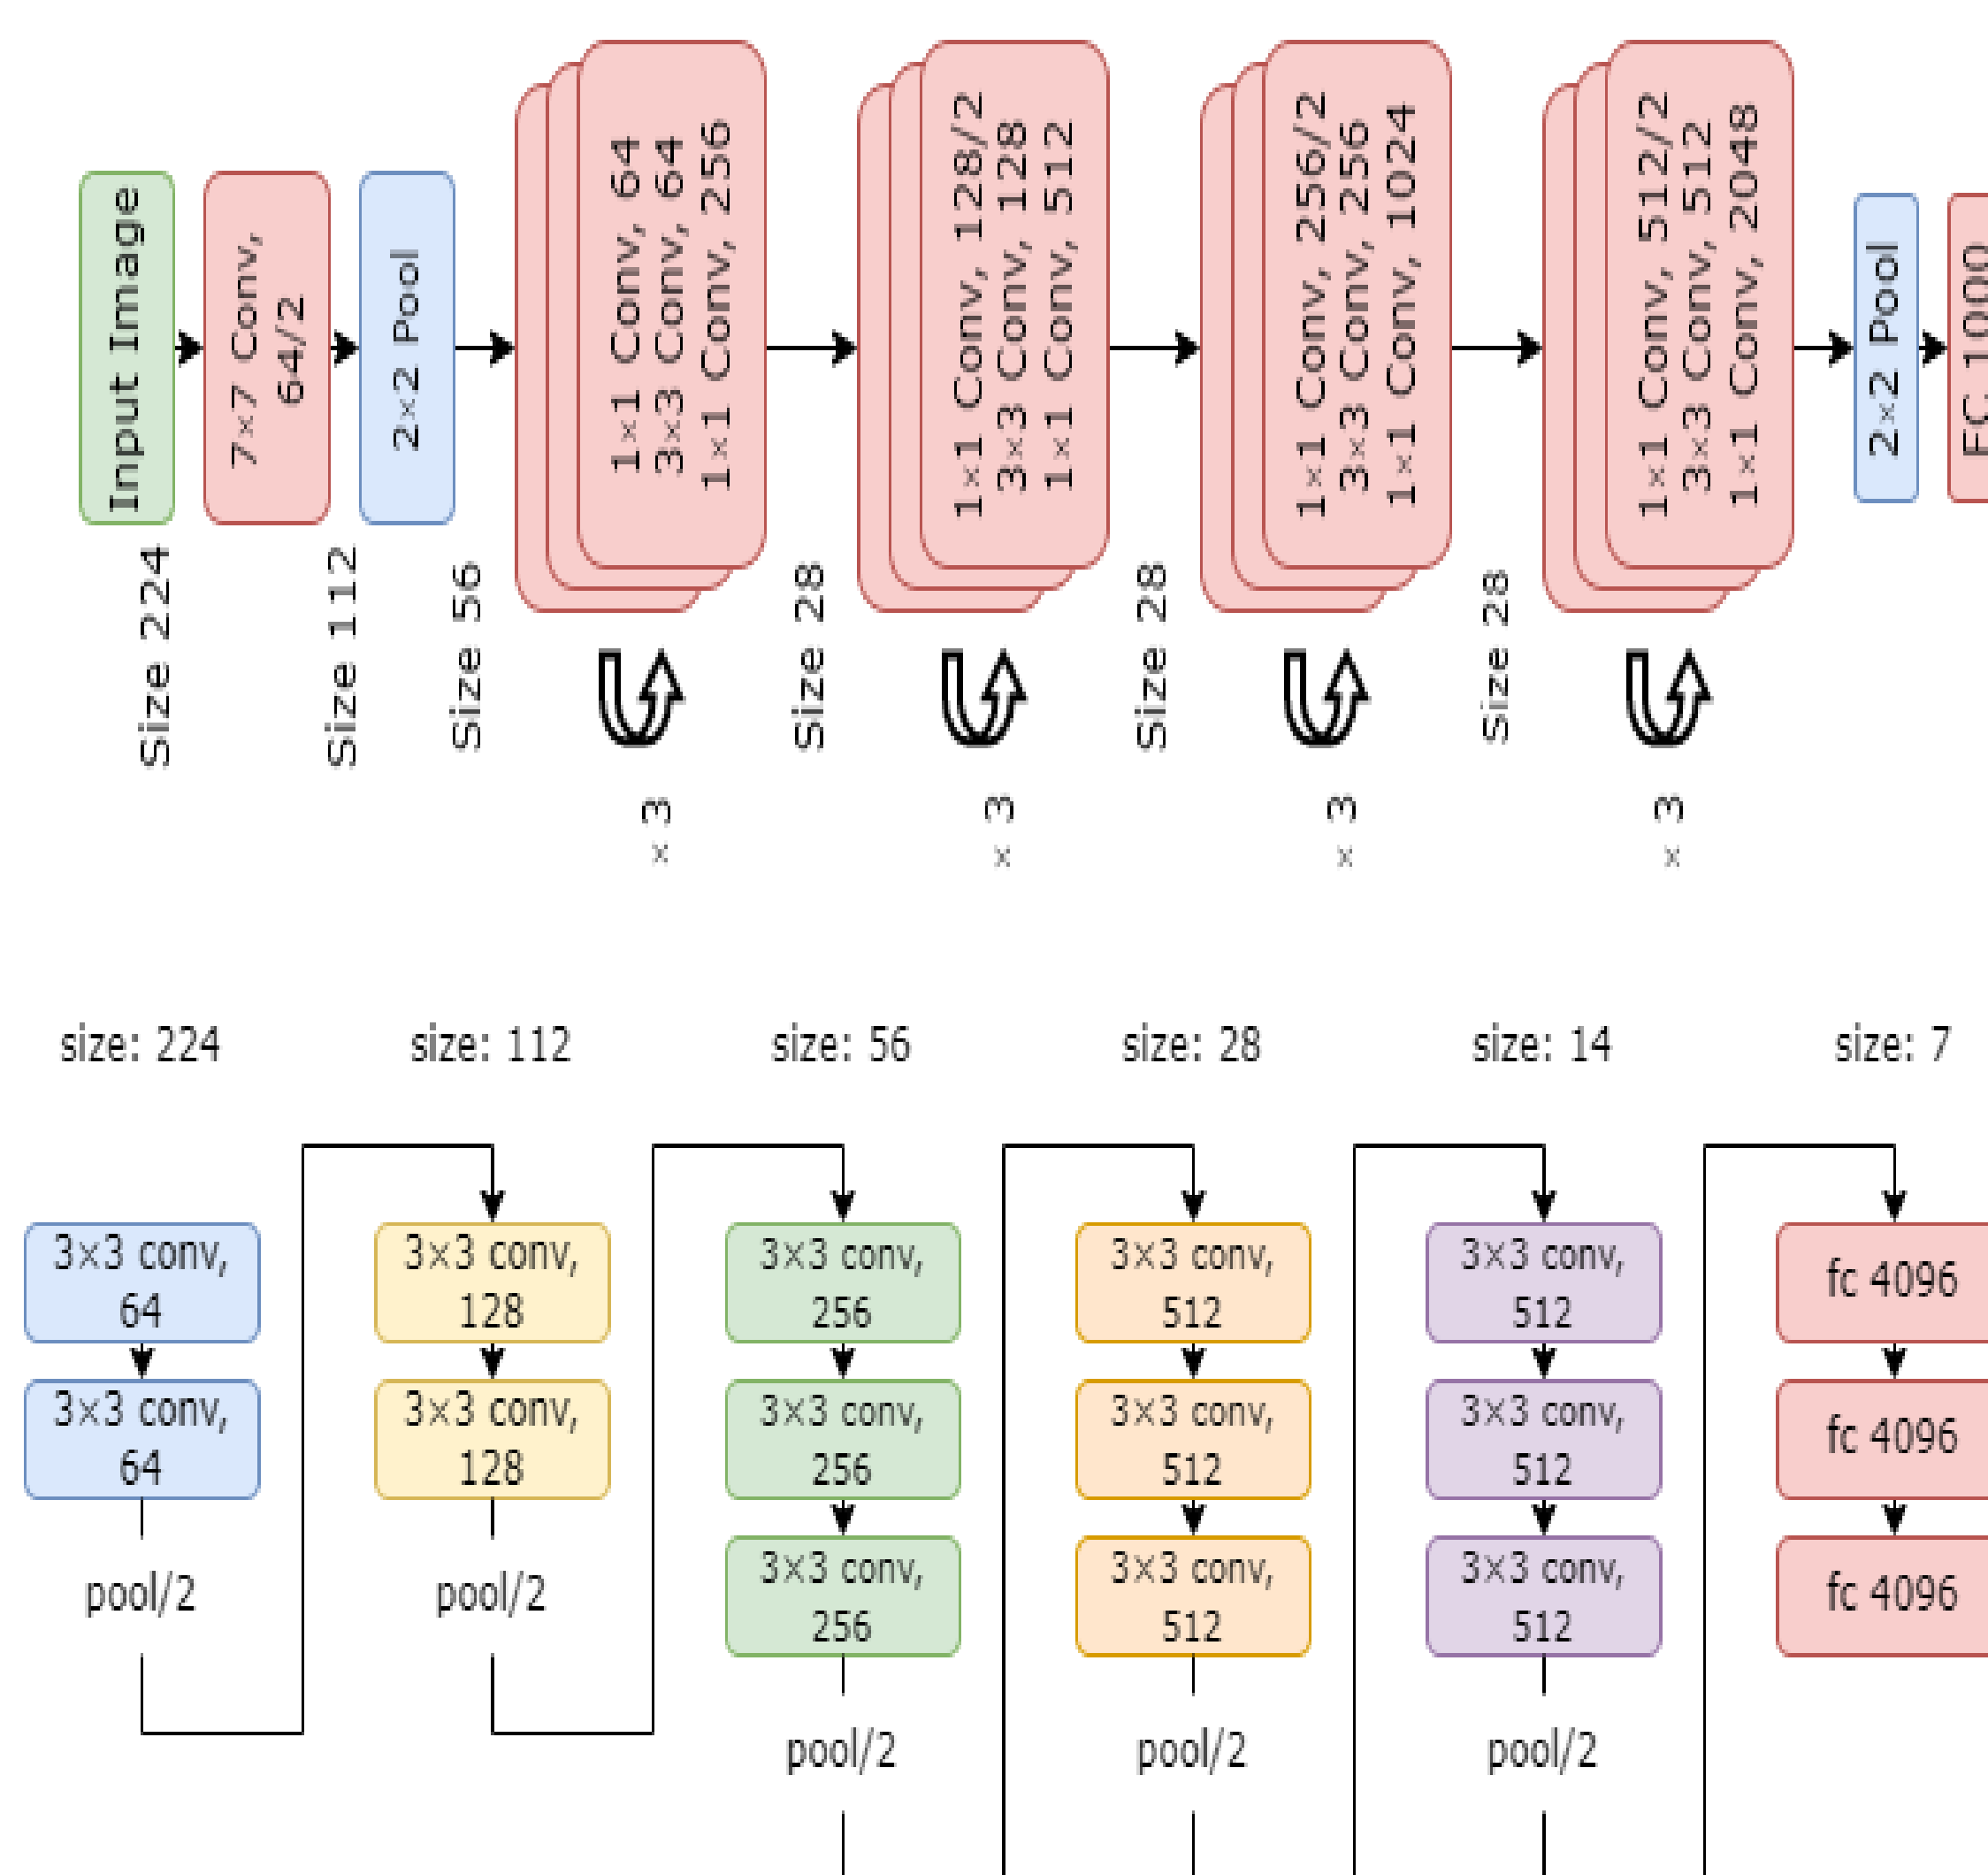 Input Image
7×7 Conv,
64/2
2×2 Pool
1×1 Conv, 64
3×3 Conv, 64
1×1 Conv, 256
1×1 Conv, 128/2
3×3 Conv, 128
1×1 Conv, 512
1×1 Conv, 256/2
3×3 Conv, 256
1×1 Conv, 1024
1×1 Conv, 512/2
3×3 Conv, 512
1×1 Conv, 2048
2×2 Pool
FC 1000
Size 224
Size 112
Size 56
Size 28
Size 28
Size 28
× 3
× 3
× 3
× 3
size: 224
size: 112
size: 56
size: 28
size: 14
size: 7
3×3 conv,
64
3×3 conv,
64
pool/2
3×3 conv,
128
3×3 conv,
128
pool/2
3×3 conv,
256
3×3 conv,
256
3×3 conv,
256
pool/2
3×3 conv,
512
3×3 conv,
512
3×3 conv,
512
pool/2
3×3 conv,
512
3×3 conv,
512
3×3 conv,
512
pool/2
fc 4096
fc 4096
fc 4096